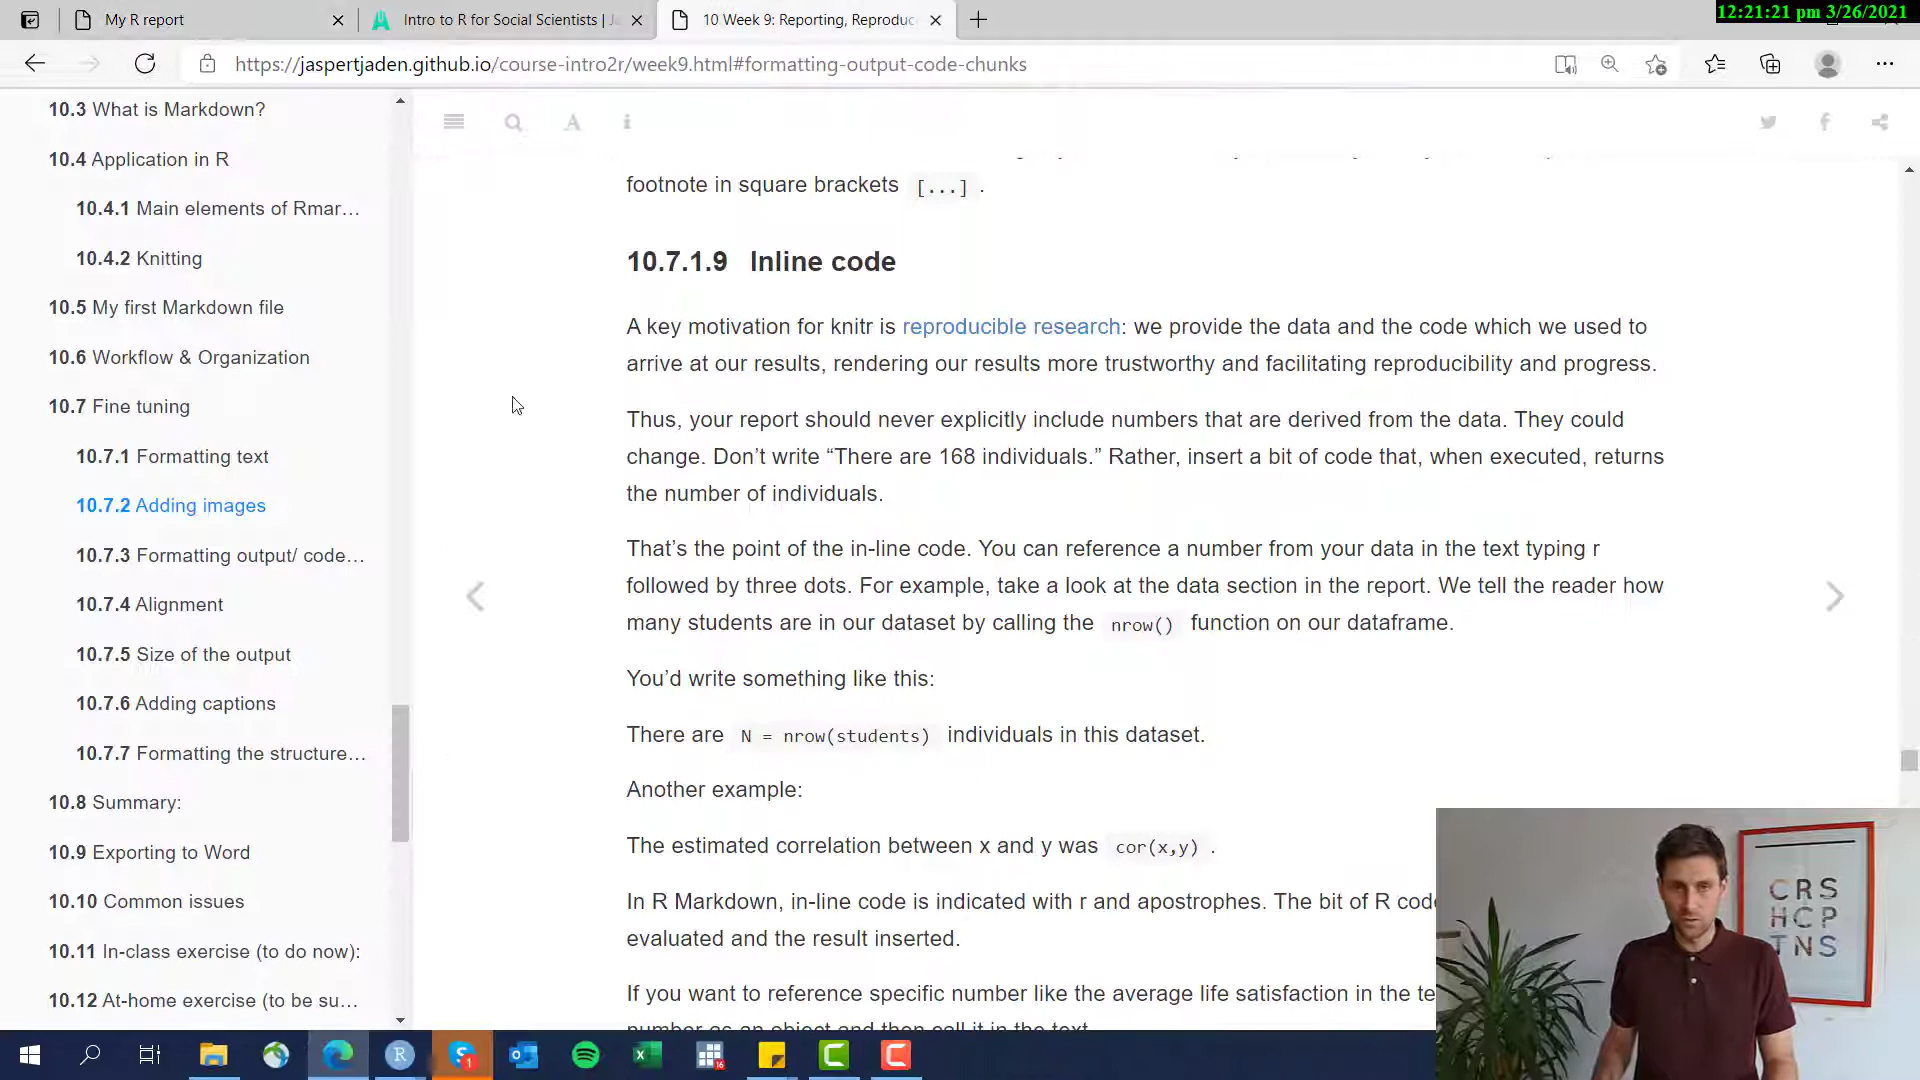 My R report
Intro to R for Social Scientists |
10 Week 9: Reporting, Reproduc
12:21:21 pm 3/26/2021
https://jaspertjaden.github.io/course-intro2r/week9.html#formatting-output-code-chunks
10.3 What is Markdown?
10.4 Application in R
10.4.1 Main elements of Rmar...
10.4.2 Knitting
10.5 My first Markdown file
10.6 Workflow & Organization
10.7 Fine tuning
10.7.1 Formatting text
10.7.2 Adding images
10.7.3 Formatting output/ code...
10.7.4 Alignment
10.7.5 Size of the output
10.7.6 Adding captions
10.7.7 Formatting the structure...
10.8 Summary:
10.9 Exporting to Word
10.10 Common issues
10.11 In-class exercise (to do now):
10.12 At-home exercise (to be su...
footnote in square brackets [...] .
10.7.1.9 Inline code
A key motivation for knitr is reproducible research: we provide the data and the code which we used to
arrive at our results, rendering our results more trustworthy and facilitating reproducibility and progress.
Thus, your report should never explicitly include numbers that are derived from the data. They could
change. Don’t write “There are 168 individuals.” Rather, insert a bit of code that, when executed, returns
the number of individuals.
That’s the point of the in-line code. You can reference a number from your data in the text typing r
followed by three dots. For example, take a look at the data section in the report. We tell the reader how
many students are in our dataset by calling the nrow() function on our dataframe.
You’d write something like this:
There are N = nrow(students) individuals in this dataset.
Another example:
The estimated correlation between x and y was cor(x,y) .
In R Markdown, in-line code is indicated with r and apostrophes. The bit of R code
evaluated and the result inserted.
If you want to reference specific number like the average life satisfaction in the te
number as an object and then call it in the text
CRS
HCP
TNS